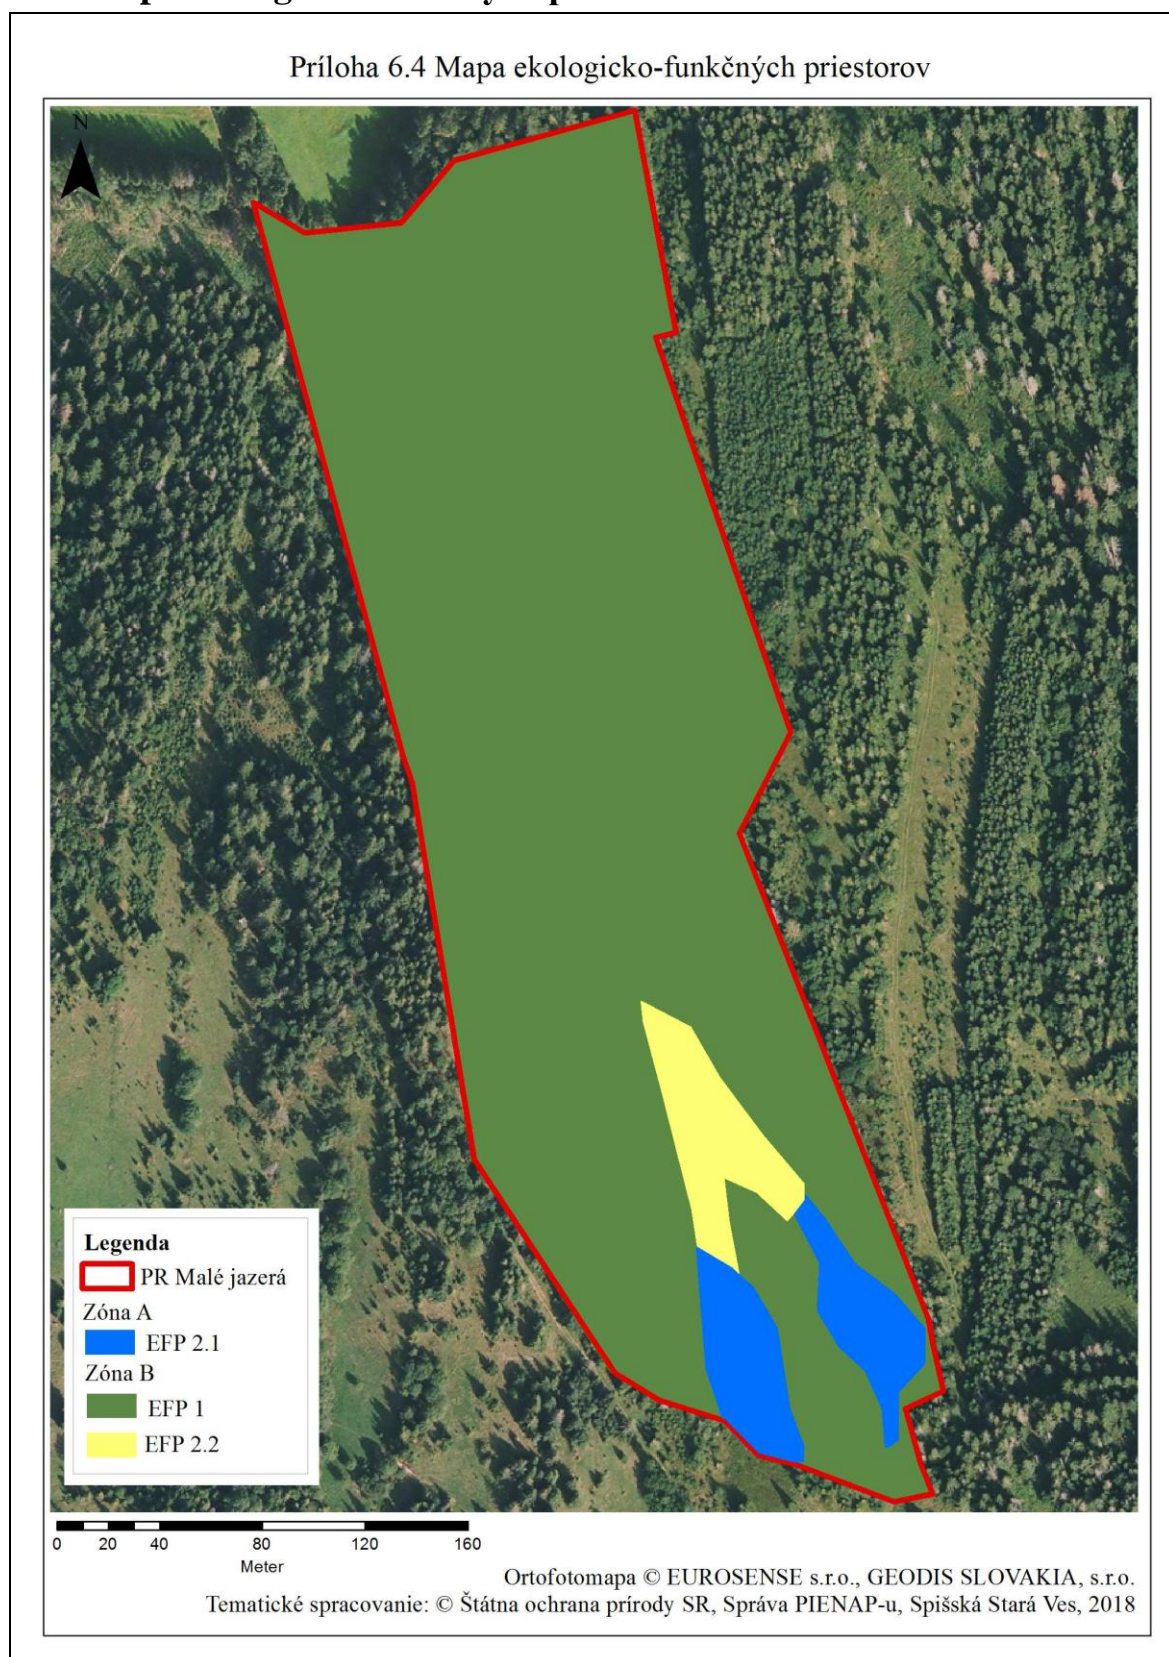 Príloha 6.4 Mapa ekologicko-funkčných priestorov
N
Legenda
PR Malé jazerá
Zóna A
EFP 2.1
Zóna B
EFP 1
EFP 2.2
0 20 40 80 120 160
Meter
Ortofotomapa © EUROSENSE s.r.o., GEODIS SLOVAKIA, s.r.o.
Tematické spracovanie: © Štátna ochrana prírody SR, Správa PIENAP-u, Spišská Stará Ves, 2018